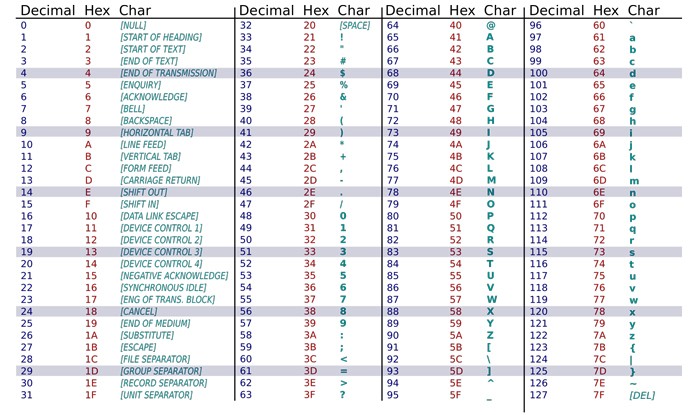 Decimal Hex Char Decimal Hex Char Decimal Hex Char Decimal Hex Char
0 0 [NULL] 32 20 [SPACE] 64 40 @ 96 60 `
1 1 [START OF HEADING] 33 21 ! 65 41 A 97 61 a
2 2 [START OF TEXT] 34 22 " 66 42 B 98 62 b
3 3 [END OF TEXT] 35 23 # 67 43 C 99 63 c
4 4 [END OF TRANSMISSION] 36 24 $ 68 44 D 100 64 d
5 5 [ENQUIRY] 37 25 % 69 45 E 101 65 e
6 6 [ACKNOWLEDGE] 38 26 & 70 46 F 102 66 f
7 7 [BELL] 39 27 ' 71 47 G 103 67 g
8 8 [BACKSPACE] 40 28 ( 72 48 H 104 68 h
9 9 [HORIZONTAL TAB] 41 29 ) 73 49 I 105 69 i
10 A [LINE FEED] 42 2A * 74 4A J 106 6A j
11 B [VERTICAL TAB] 43 2B + 75 4B K 107 6B k
12 C [FORM FEED] 44 2C , 76 4C L 108 6C l
13 D [CARRIAGE RETURN] 45 2D - 77 4D M 109 6D m
14 E [SHIFT OUT] 46 2E . 78 4E N 110 6E n
15 F [SHIFT IN] 47 2F / 79 4F O 111 6F o
16 10 [DATA LINK ESCAPE] 48 30 0 80 50 P 112 70 p
17 11 [DEVICE CONTROL 1] 49 31 1 81 51 Q 113 71 q
18 12 [DEVICE CONTROL 2] 50 32 2 82 52 R 114 72 r
19 13 [DEVICE CONTROL 3] 51 33 3 83 53 S 115 73 s
20 14 [DEVICE CONTROL 4] 52 34 4 84 54 T 116 74 t
21 15 [NEGATIVE ACKNOWLEDGE] 53 35 5 85 55 U 117 75 u
22 16 [SYNCHRONOUS IDLE] 54 36 6 86 56 V 118 76 v
23 17 [ENG OF TRANS. BLOCK] 55 37 7 87 57 W 119 77 w
24 18 [CANCEL] 56 38 8 88 58 X 120 78 x
25 19 [END OF MEDIUM] 57 39 9 89 59 Y 121 79 y
26 1A [SUBSTITUTE] 58 3A : 90 5A Z 122 7A z
27 1B [ESCAPE] 59 3B ; 91 5B [ 123 7B {
28 1C [FILE SEPARATOR] 60 3C < 92 5C \ 124 7C |
29 1D [GROUP SEPARATOR] 61 3D = 93 5D ] 125 7D }
30 1E [RECORD SEPARATOR] 62 3E > 94 5E ^ 126 7E ~
31 1F [UNIT SEPARATOR] 63 3F ? 95 5F _ 127 7F [DEL]